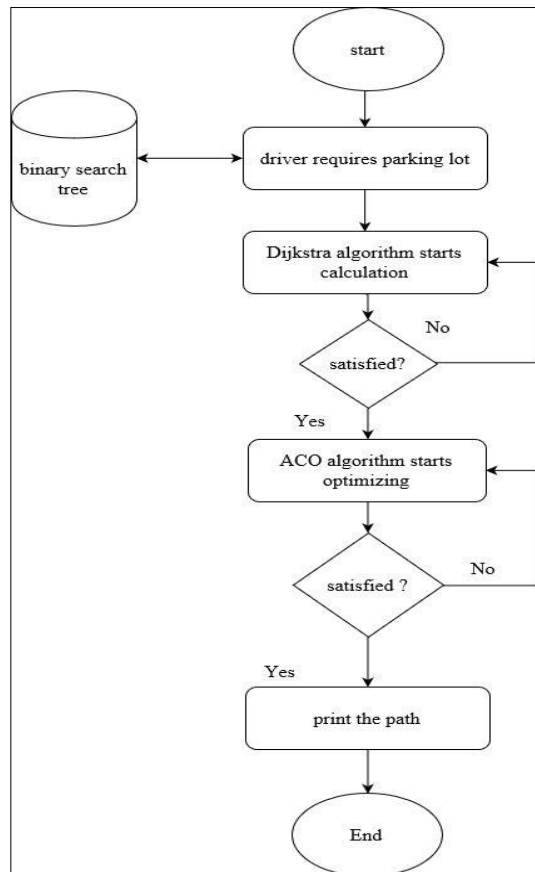 start
binary search
tree
driver requires parking lot
Dijkstra algorithm starts
calculation
No
satisfied?
Yes
ACO algorithm starts
optimizing
satisfied ?
No
Yes
print the path
End